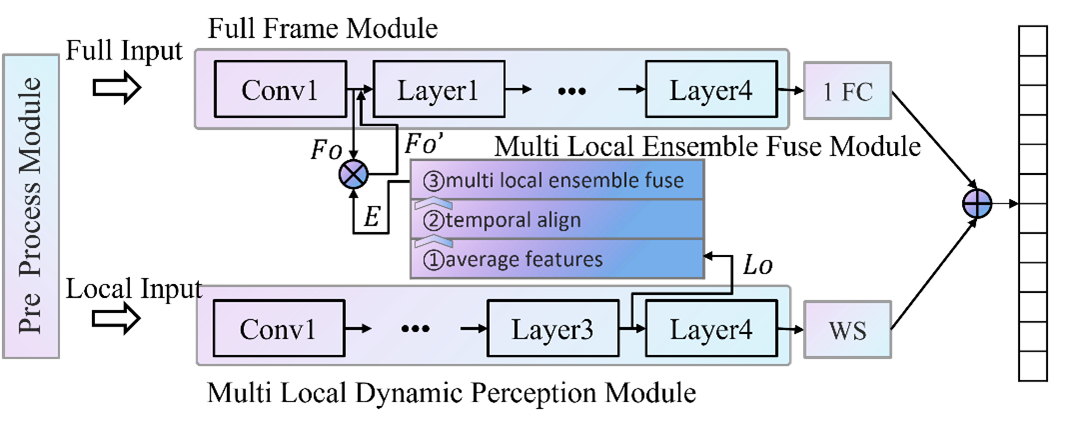 Pre Process Module
Full Input
Full Frame Module
Conv1
Layer1
...
Layer4
1 FC
Fo
Fo'
Multi Local Ensemble Fuse Module
③multi local ensemble fuse
E
②temporal align
①average features
Lo
Local Input
Conv1
...
Layer3
Layer4
WS
Multi Local Dynamic Perception Module